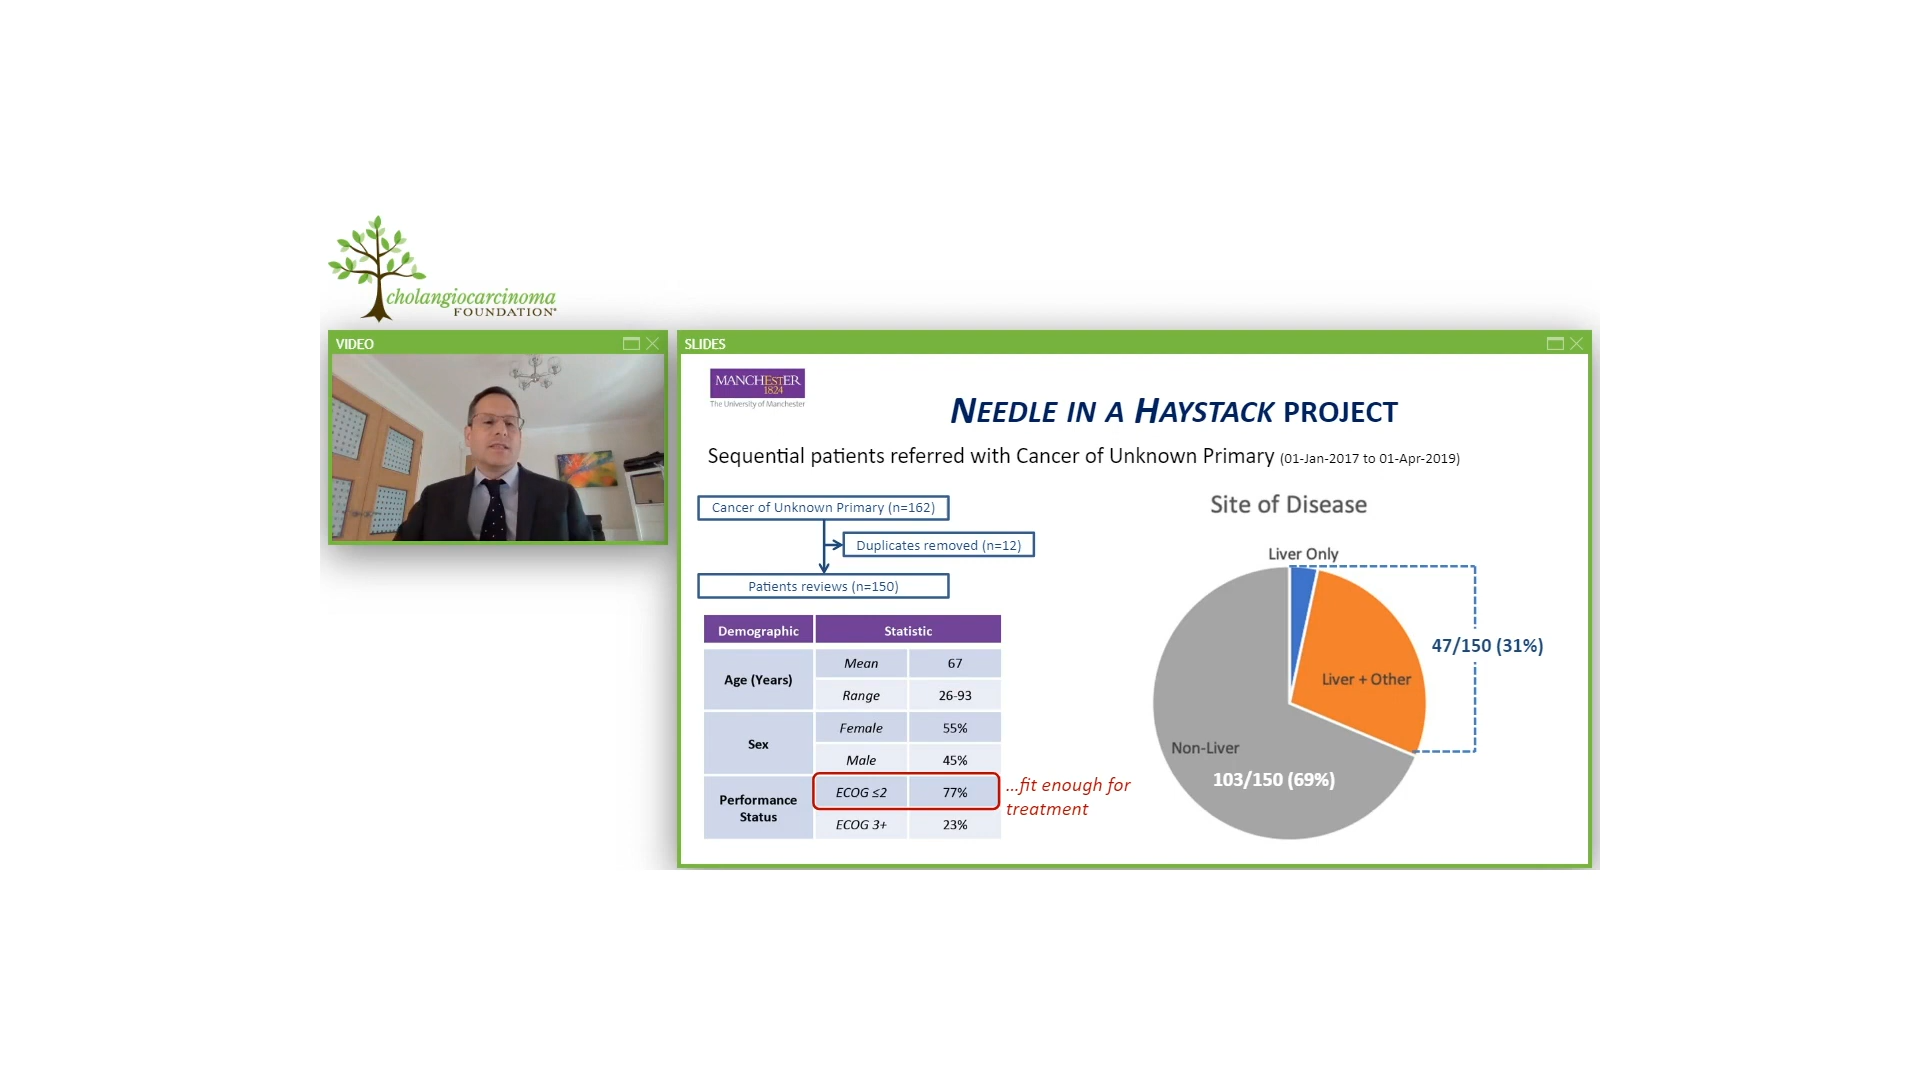 cholangiocarcinoma
FOUNDATION®
VIDEO
SLIDES
MANCHESTER
1824
The University of Manchester
NEEDLE IN A HAYSTACK PROJECT
Sequential patients referred with Cancer of Unknown Primary (01-Jan-2017 to 01-Apr-2019)
Cancer of Unknown Primary (n=162)
Duplicates removed (n=12)
Patients reviews (n=150)
Demographic Statistic
Age (Years) Mean 67
Range 26-93
Sex Female 55%
Male 45%
Performance Status ECOG ≤2 77%
ECOG 3+ 23%
...fit enough for
treatment
Site of Disease
Liver Only
47/150 (31%)
Liver + Other
Non-Liver
103/150 (69%)